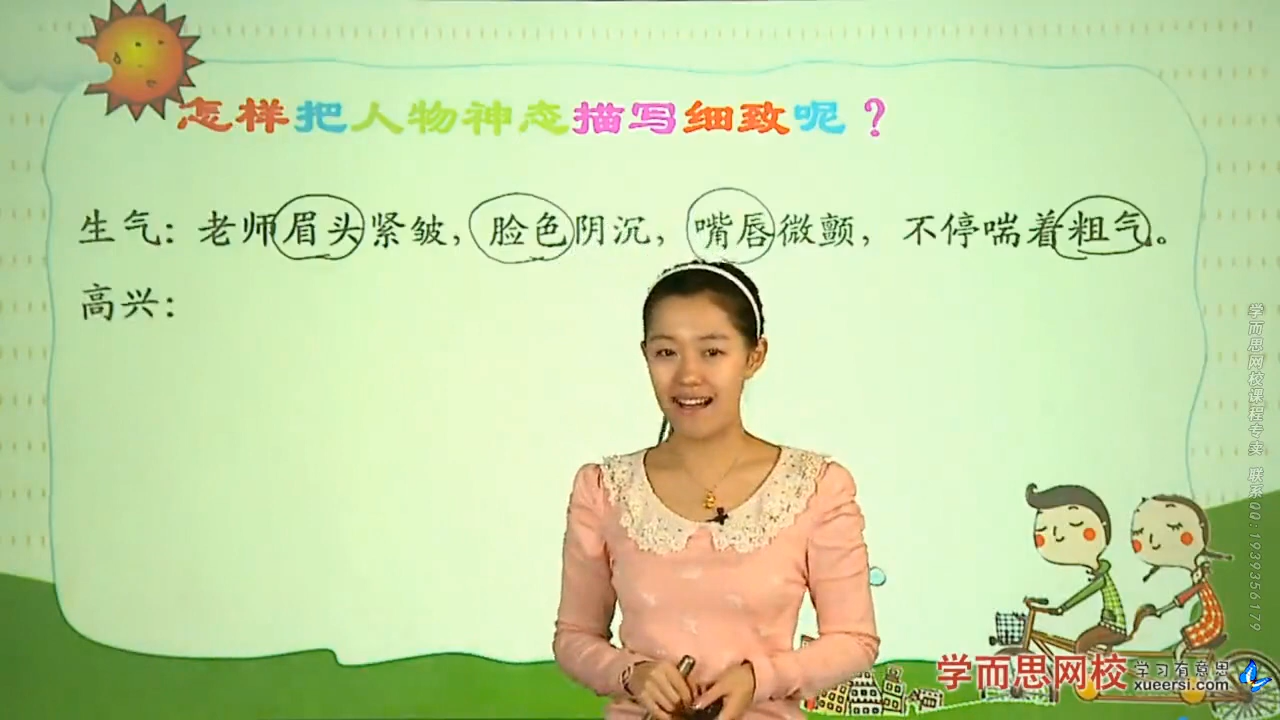 怎样把人物神态描写细致呢？
生气：老师眉头紧皱，脸色阴沉，嘴唇微颤，不停喘着粗气。
高兴：
学而思网校课程专卖 联系QQ:1939356179
学而思网校
学习有意思
xueersi.com